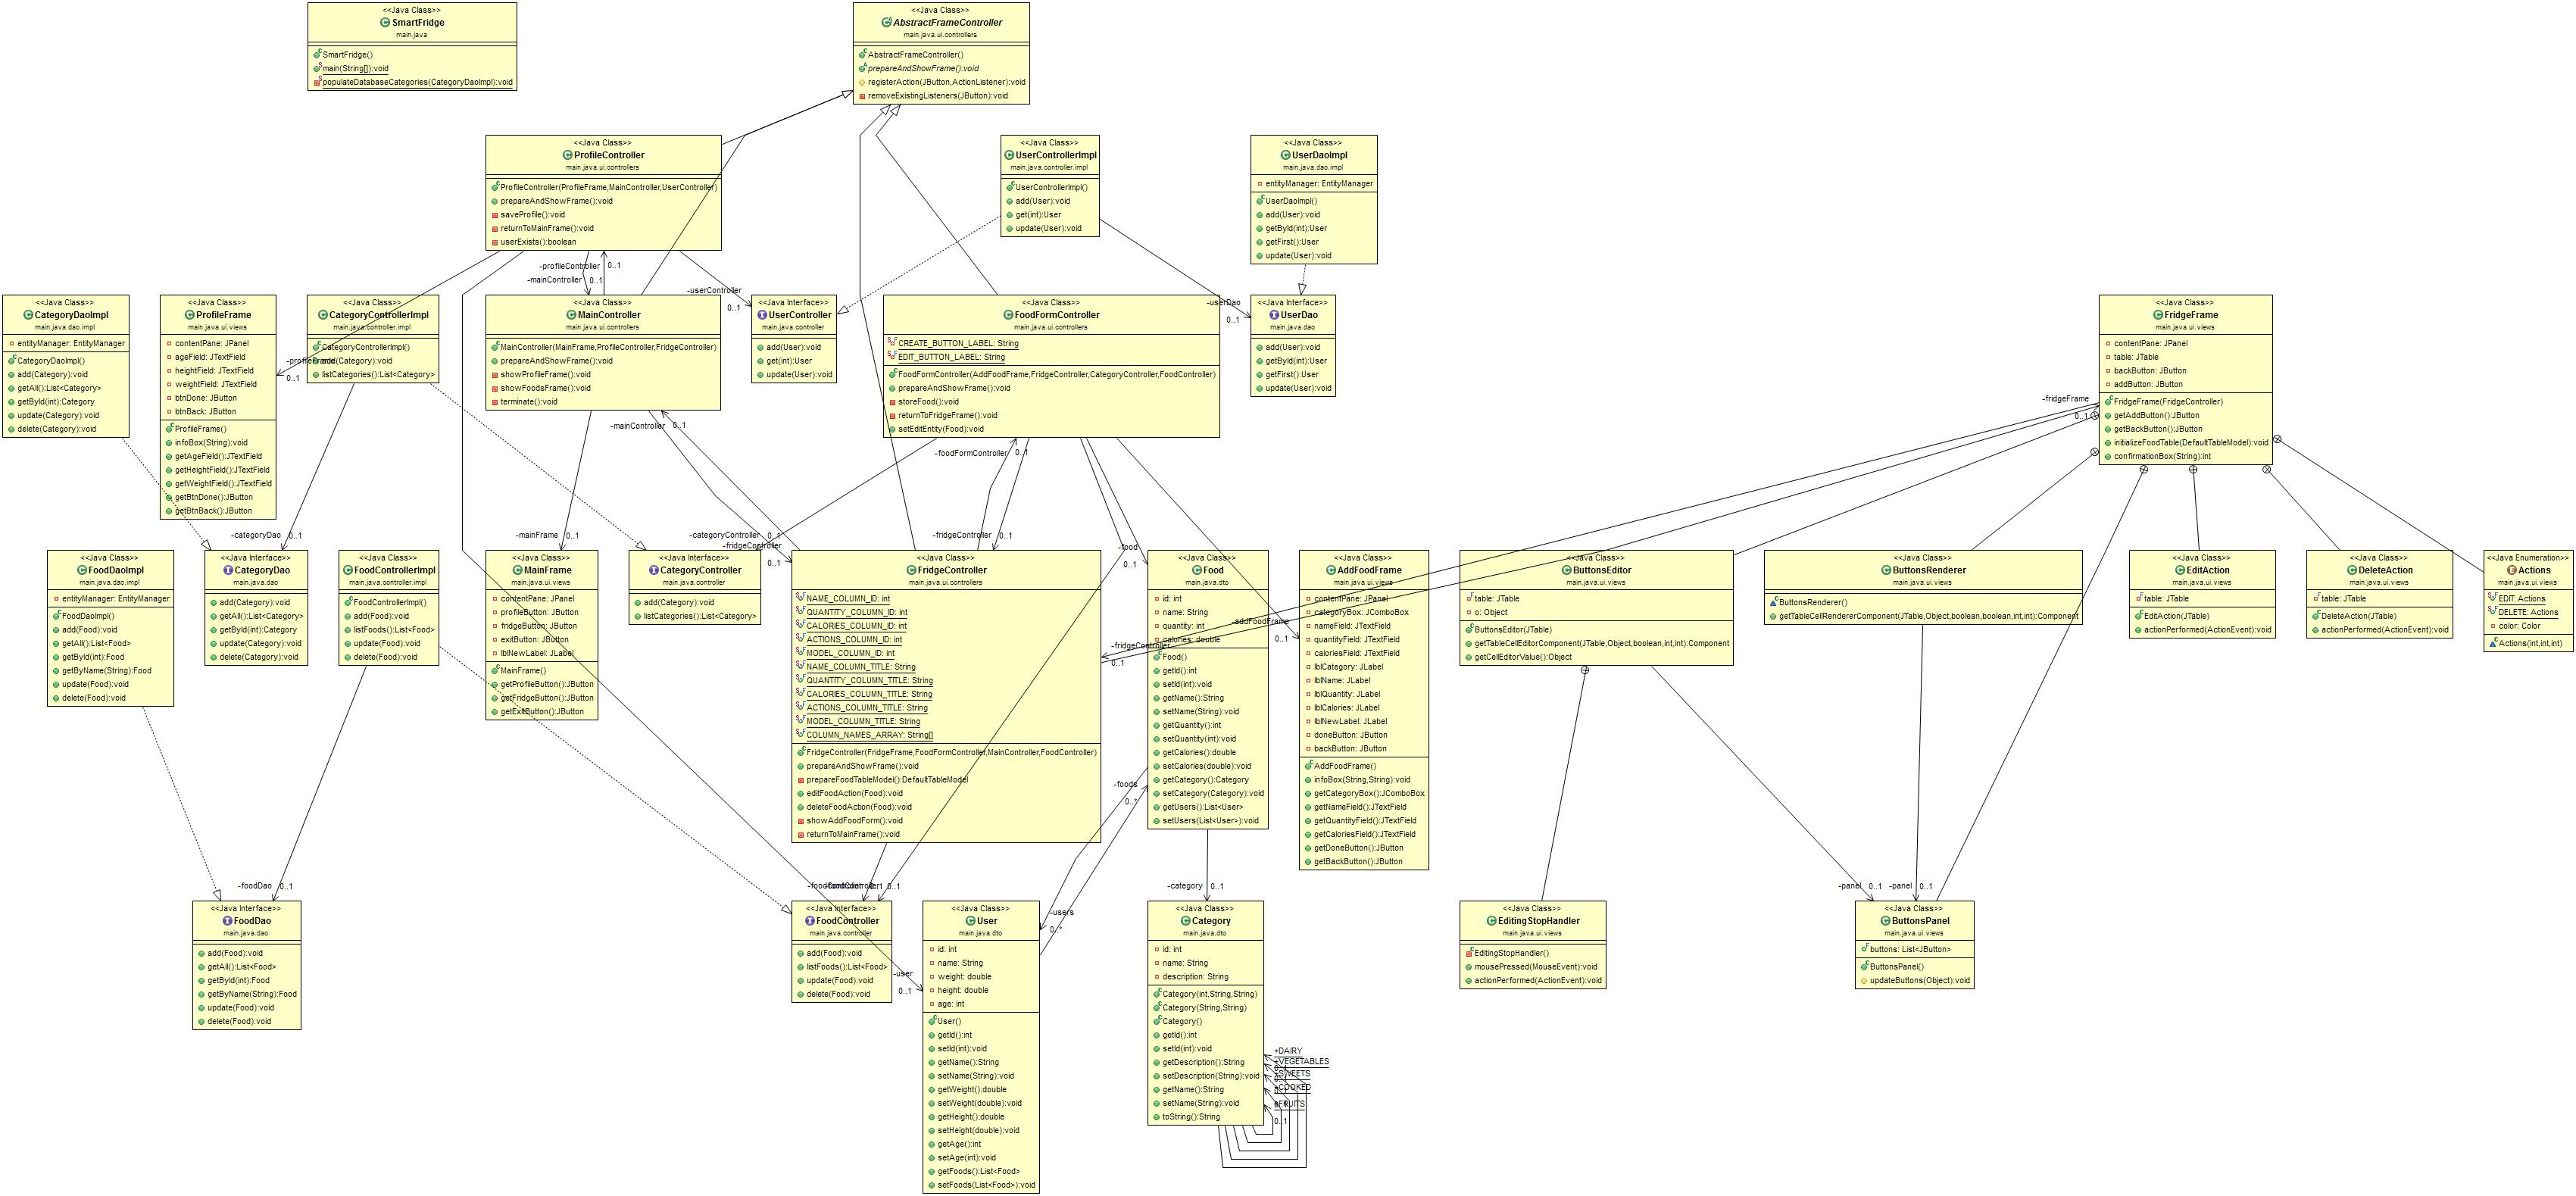 <<Java Class>>
SmartFridge
main.java
SmartFridge()
main(String[]):void
populateDatabaseCategories(CategoryDaoImpl):void
<<Java Class>>
AbstractFrameController
main.java.ui.controllers
AbstractFrameController()
prepareAndShowFrame():void
registerAction(JButton,ActionListener):void
removeExistingListeners(JButton):void
<<Java Class>>
ProfileController
main.java.ui.controllers
ProfileController(ProfileFrame,MainController,UserController)
prepareAndShowFrame():void
saveProfile():void
returnToMainFrame():void
userExists():boolean
<<Java Class>>
UserControllerImpl
main.java.controller.impl
UserControllerImpl()
add(User):void
get(int):User
update(User):void
<<Java Class>>
UserDaoImpl
main.java.dao.impl
entityManager: EntityManager
UserDaoImpl()
add(User):void
getById(int):User
getFirst():User
update(User):void
-profileController
0..1
-mainController
0..1
-userController
0..1
-userDao
0..1
<<Java Class>>
CategoryDaoImpl
main.java.dao.impl
entityManager: EntityManager
CategoryDaoImpl()
add(Category):void
getAll():List<Category>
getById(int):Category
update(Category):void
delete(Category):void
<<Java Class>>
ProfileFrame
main.java.ui.views
contentPane: JPanel
ageField: JTextField
heightField: JTextField
weightField: JTextField
btnDone: JButton
btnBack: JButton
ProfileFrame()
infoBox(String):void
getAgeField():JTextField
getHeightField():JTextField
getWeightField():JTextField
getBtnDone():JButton
getBtnBack():JButton
-profileFrame
0..1
<<Java Class>>
CategoryControllerImpl
main.java.controller.impl
CategoryControllerImpl()
add(Category):void
listCategories():List<Category>
<<Java Class>>
MainController
main.java.ui.controllers
MainController(MainFrame,ProfileController,FridgeController)
prepareAndShowFrame():void
showProfileFrame():void
showFoodsFrame():void
terminate():void
<<Java Interface>>
UserController
main.java.controller
add(User):void
get(int):User
update(User):void
<<Java Class>>
FoodFormController
main.java.ui.controllers
CREATE_BUTTON_LABEL: String
EDIT_BUTTON_LABEL: String
FoodFormController(AddFoodFrame,FridgeController,CategoryController,FoodController)
prepareAndShowFrame():void
storeFood():void
returnToFridgeFrame():void
setEditEntity(Food):void
<<Java Interface>>
UserDao
main.java.dao
add(User):void
getById(int):User
getFirst():User
update(User):void
<<Java Class>>
FridgeFrame
main.java.ui.views
contentPane: JPanel
table: JTable
backButton: JButton
addButton: JButton
FridgeFrame(FridgeController)
getAddButton():JButton
getBackButton():JButton
initializeFoodTable(DefaultTableModel):void
confirmationBox(String):int
-fridgeFrame
0..1
-mainController
0..1
-foodFormController
0..1
-categoryDao
0..1
-mainFrame
0..1
-categoryController
0..1
-fridgeController
0..1
-fridgeController
0..1
-food
0..1
<<Java Class>>
FoodDaoImpl
main.java.dao.impl
entityManager: EntityManager
FoodDaoImpl()
add(Food):void
getAll():List<Food>
getById(int):Food
getByName(String):Food
update(Food):void
delete(Food):void
<<Java Interface>>
CategoryDao
main.java.dao
add(Category):void
getAll():List<Category>
getById(int):Category
update(Category):void
delete(Category):void
<<Java Class>>
FoodControllerImpl
main.java.controller.impl
FoodControllerImpl()
add(Food):void
listFoods():List<Food>
update(Food):void
delete(Food):void
<<Java Class>>
MainFrame
main.java.ui.views
contentPane: JPanel
profileButton: JButton
fridgeButton: JButton
exitButton: JButton
lblNewLabel: JLabel
MainFrame()
getProfileButton():JButton
getFridgeButton():JButton
getExitButton():JButton
<<Java Interface>>
CategoryController
main.java.controller
add(Category):void
listCategories():List<Category>
<<Java Class>>
FridgeController
main.java.ui.controllers
NAME_COLUMN_ID: int
QUANTITY_COLUMN_ID: int
CALORIES_COLUMN_ID: int
ACTIONS_COLUMN_ID: int
MODEL_COLUMN_ID: int
NAME_COLUMN_TITLE: String
QUANTITY_COLUMN_TITLE: String
CALORIES_COLUMN_TITLE: String
ACTIONS_COLUMN_TITLE: String
MODEL_COLUMN_TITLE: String
COLUMN_NAMES_ARRAY: String[]
FridgeController(FridgeFrame,FoodFormController,MainController,FoodController)
prepareAndShowFrame():void
prepareFoodTableModel():DefaultTableModel
editFoodAction(Food):void
deleteFoodAction(Food):void
showAddFoodForm():void
returnToMainFrame():void
-fridgeController
0..1
<<Java Class>>
Food
main.java.dto
id: int
name: String
quantity: int
calories: double
Food()
getId():int
setId(int):void
getName():String
setName(String):void
getQuantity():int
setQuantity(int):void
getCalories():double
setCalories(double):void
getCategory():Category
setCategory(Category):void
getUsers():List<User>
setUsers(List<User>):void
-addFoodFrame
0..1
<<Java Class>>
AddFoodFrame
main.java.ui.views
contentPane: JPanel
categoryBox: JComboBox
nameField: JTextField
quantityField: JTextField
caloriesField: JTextField
lblCategory: JLabel
lblName: JLabel
lblQuantity: JLabel
lblCalories: JLabel
lblNewLabel: JLabel
doneButton: JButton
backButton: JButton
AddFoodFrame()
infoBox(String,String):void
getCategoryBox():JComboBox
getNameField():JTextField
getQuantityField():JTextField
getCaloriesField():JTextField
getDoneButton():JButton
getBackButton():JButton
<<Java Class>>
ButtonsEditor
main.java.ui.views
table: JTable
o: Object
ButtonsEditor(JTable)
getTableCellEditorComponent(JTable,Object,boolean,int,int):Component
getCellEditorValue():Object
<<Java Class>>
ButtonsRenderer
main.java.ui.views
ButtonsRenderer()
getTableCellRendererComponent(JTable,Object,boolean,boolean,int,int):Component
<<Java Class>>
EditAction
main.java.ui.views
table: JTable
EditAction(JTable)
actionPerformed(ActionEvent):void
<<Java Class>>
DeleteAction
main.java.ui.views
table: JTable
DeleteAction(JTable)
actionPerformed(ActionEvent):void
<<Java Enumeration>>
Actions
main.java.ui.views
EDIT: Actions
DELETE: Actions
color: Color
Actions(int,int,int)
-foods
0..*
-foodDao
0..1
-foodController
0..1
0..1
-users
0..*
-category
0..1
-panel
0..1
-panel
0..1
<<Java Interface>>
FoodDao
main.java.dao
add(Food):void
getAll():List<Food>
getById(int):Food
getByName(String):Food
update(Food):void
delete(Food):void
<<Java Interface>>
FoodController
main.java.controller
add(Food):void
listFoods():List<Food>
update(Food):void
delete(Food):void
-user
0..1
<<Java Class>>
User
main.java.dto
id: int
name: String
weight: double
height: double
age: int
User()
getId():int
setId(int):void
getName():String
setName(String):void
getWeight():double
setWeight(double):void
getHeight():double
setHeight(double):void
getAge():int
setAge(int):void
getFoods():List<Food>
setFoods(List<Food>):void
<<Java Class>>
Category
main.java.dto
id: int
name: String
description: String
Category(int,String,String)
Category(String,String)
Category()
getId():int
setId(int):void
getDescription():String
setDescription(String):void
getName():String
setName(String):void
toString():String
+DAIRY
+VEGETABLES
+SWEETS
+COOKED
+FRUITS
0..1
<<Java Class>>
EditingStopHandler
main.java.ui.views
EditingStopHandler()
mousePressed(MouseEvent):void
actionPerformed(ActionEvent):void
<<Java Class>>
ButtonsPanel
main.java.ui.views
buttons: List<JButton>
ButtonsPanel()
updateButtons(Object):void